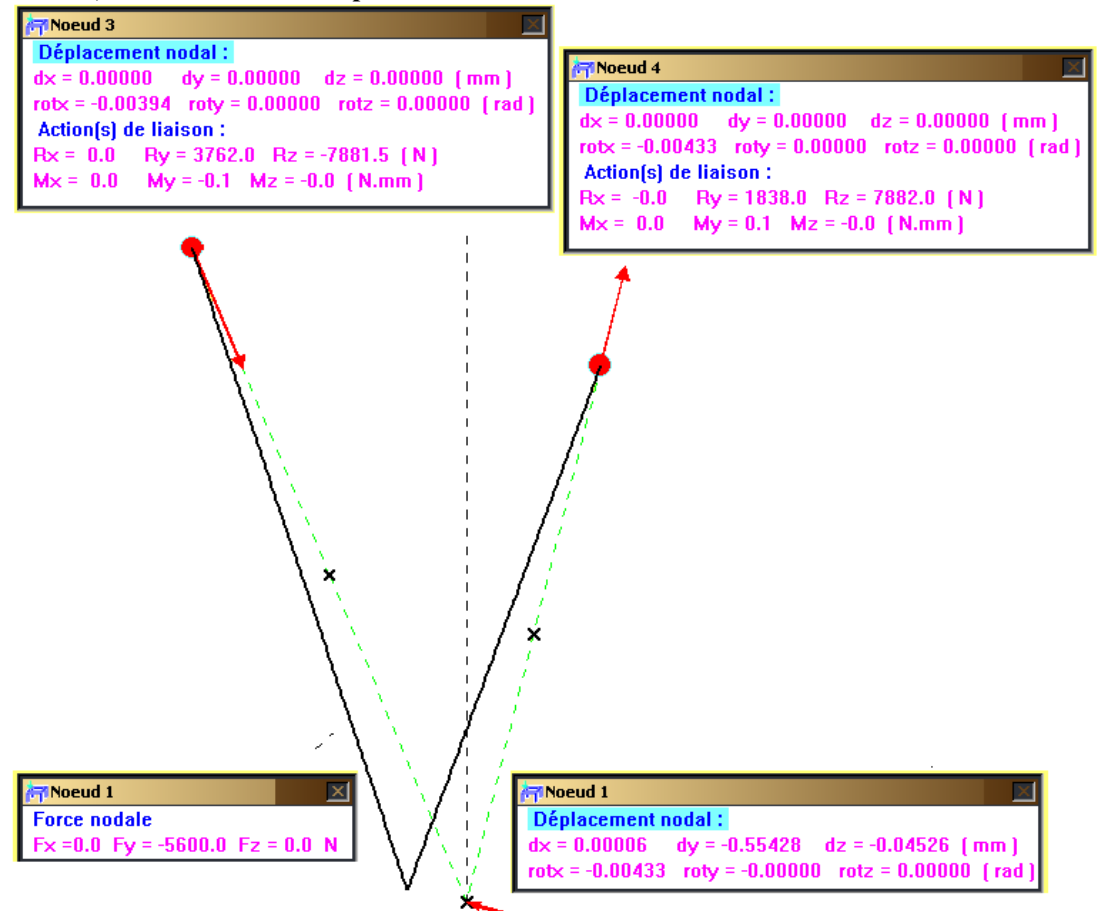 Noeud 3
Déplacement nodal :
dx = 0.00000 dy = 0.00000 dz = 0.00000 ( mm )
rotx = -0.00394 roty = 0.00000 rotz = 0.00000 ( rad )
Action(s) de liaison :
Rx = 0.0 Ry = 3762.0 Rz = -7881.5 ( N )
Mx = 0.0 My = -0.1 Mz = -0.0 ( N.mm )
Noeud 4
Déplacement nodal :
dx = 0.00000 dy = 0.00000 dz = 0.00000 ( mm )
rotx = -0.00433 roty = 0.00000 rotz = 0.00000 ( rad )
Action(s) de liaison :
Rx = -0.0 Ry = 1838.0 Rz = 7882.0 ( N )
Mx = 0.0 My = 0.1 Mz = -0.0 ( N.mm )
Noeud 1
Force nodale
Fx =0.0 Fy = -5600.0 Fz = 0.0 N
Noeud 1
Déplacement nodal :
dx = 0.00006 dy = -0.55428 dz = -0.04526 ( mm )
rotx = -0.00433 roty = -0.00000 rotz = 0.00000 ( rad )